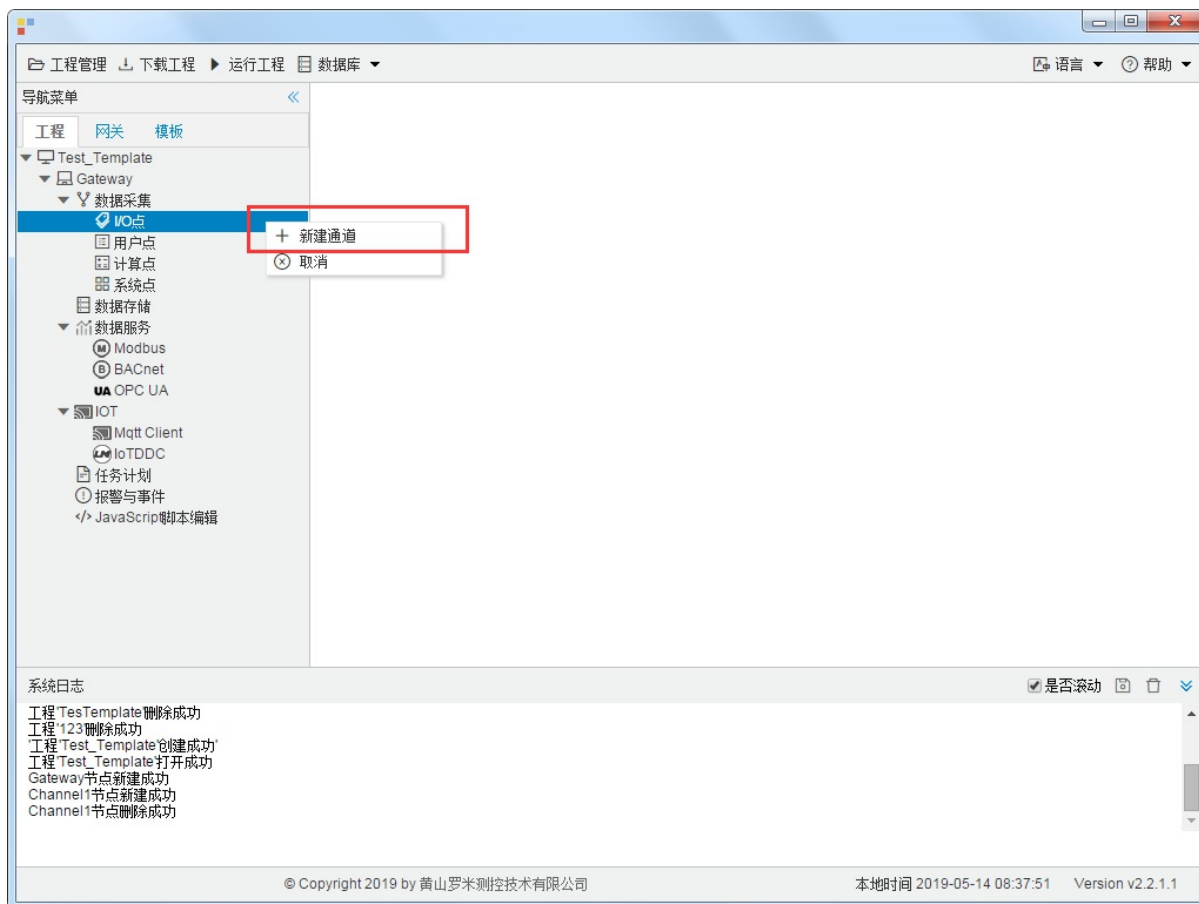 工程管理 下载工程 运行工程 数据库 语言 帮助
导航菜单
工程 网关 模板
Test_Template
Gateway
数据采集
I/O点
新建通道
用户点
计算点
取消
系统点
数据存储
数据服务
Modbus
BACnet
UA OPC UA
IOT
Mqtt Client
IoTDDC
任务计划
报警与事件
JavaScript脚本编辑
系统日志 是否滚动
工程'TesTemplate'删除成功
工程'123'删除成功
'工程'Test_Template'创建成功'
工程'Test_Template'打开成功
Gateway节点新建成功
Channel1节点新建成功
Channel1节点删除成功
© Copyright 2019 by 黄山罗米测控技术有限公司 本地时间 2019-05-14 08:37:51 Version v2.2.1.1